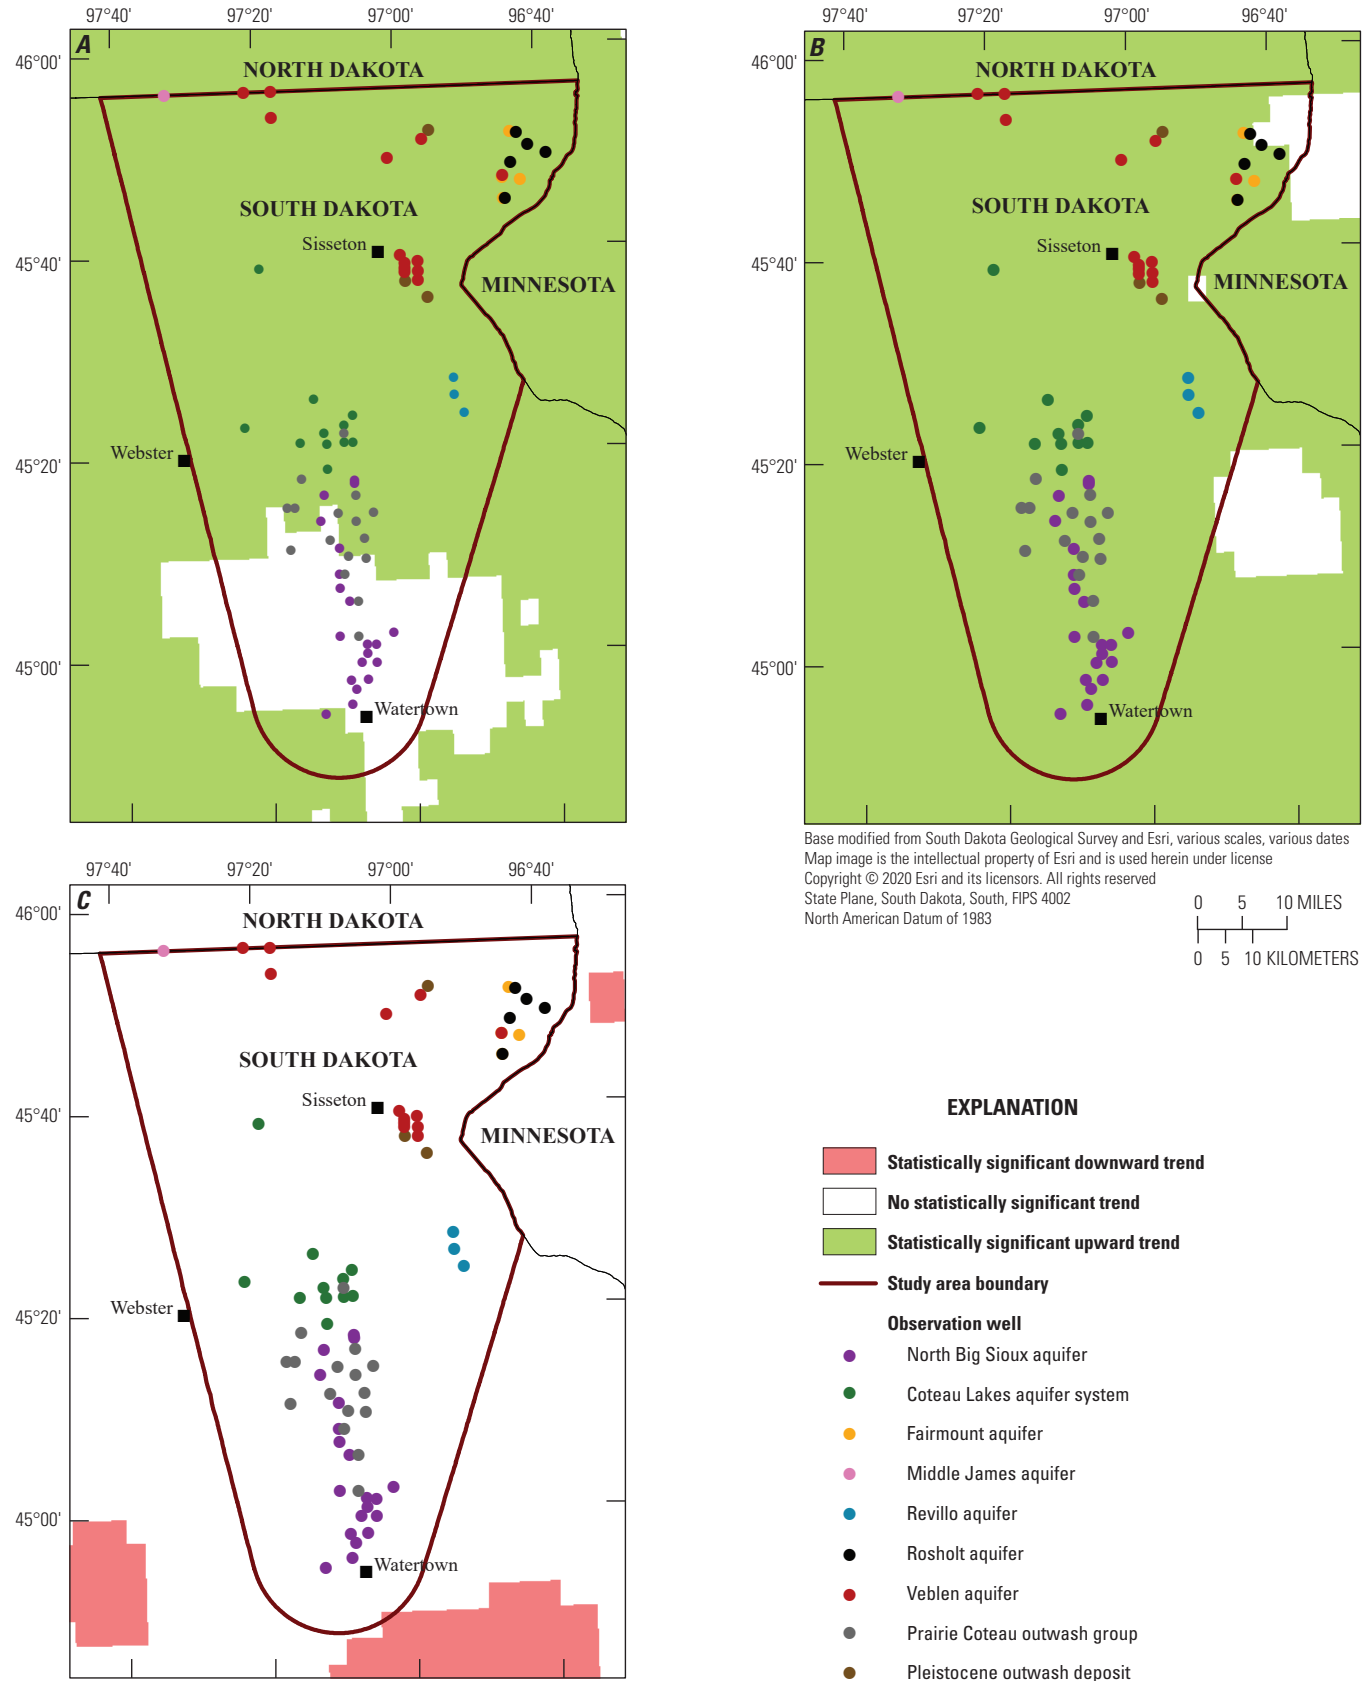 97°40' 97°20' 97°00' 96°40'
A
46°00'
NORTH DAKOTA
SOUTH DAKOTA
Sisseton
45°40'
MINNESOTA
Webster
45°20'
45°00'
Watertown
97°40' 97°20' 97°00' 96°40'
B
46°00'
NORTH DAKOTA
SOUTH DAKOTA
Sisseton
45°40'
MINNESOTA
Webster
45°20'
45°00'
Watertown
Base modified from South Dakota Geological Survey and Esri, various scales, various dates
Map image is the intellectual property of Esri and is used herein under license
Copyright © 2020 Esri and its licensors. All rights reserved
State Plane, South Dakota, South, FIPS 4002
North American Datum of 1983
0 5 10 MILES
0 5 10 KILOMETERS
97°40' 97°20' 97°00' 96°40'
C
46°00'
NORTH DAKOTA
SOUTH DAKOTA
Sisseton
45°40'
MINNESOTA
Webster
45°20'
45°00'
Watertown
EXPLANATION
Statistically significant downward trend
No statistically significant trend
Statistically significant upward trend
Study area boundary
Observation well
North Big Sioux aquifer
Coteau Lakes aquifer system
Fairmount aquifer
Middle James aquifer
Revillo aquifer
Rosholt aquifer
Veblen aquifer
Prairie Coteau outwash group
Pleistocene outwash deposit